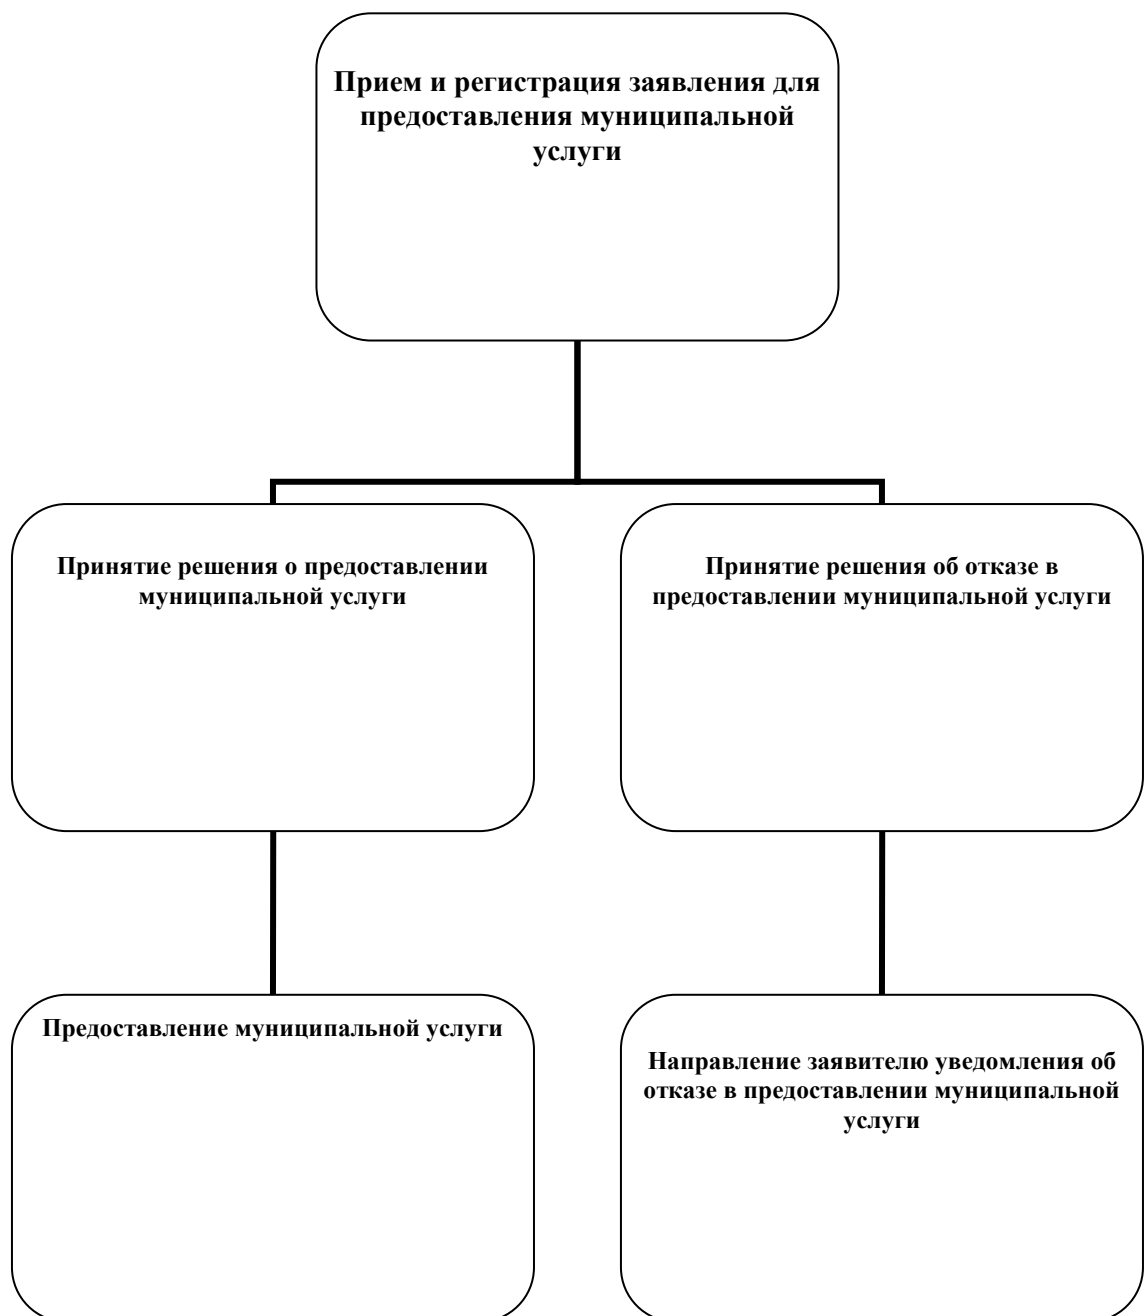 Прием и регистрация заявления для
предоставления муниципальной
услуги
Принятие решения о предоставлении
муниципальной услуги
Принятие решения об отказе в
предоставлении муниципальной услуги
Предоставление муниципальной услуги
Направление заявителю уведомления об
отказе в предоставлении муниципальной
услуги